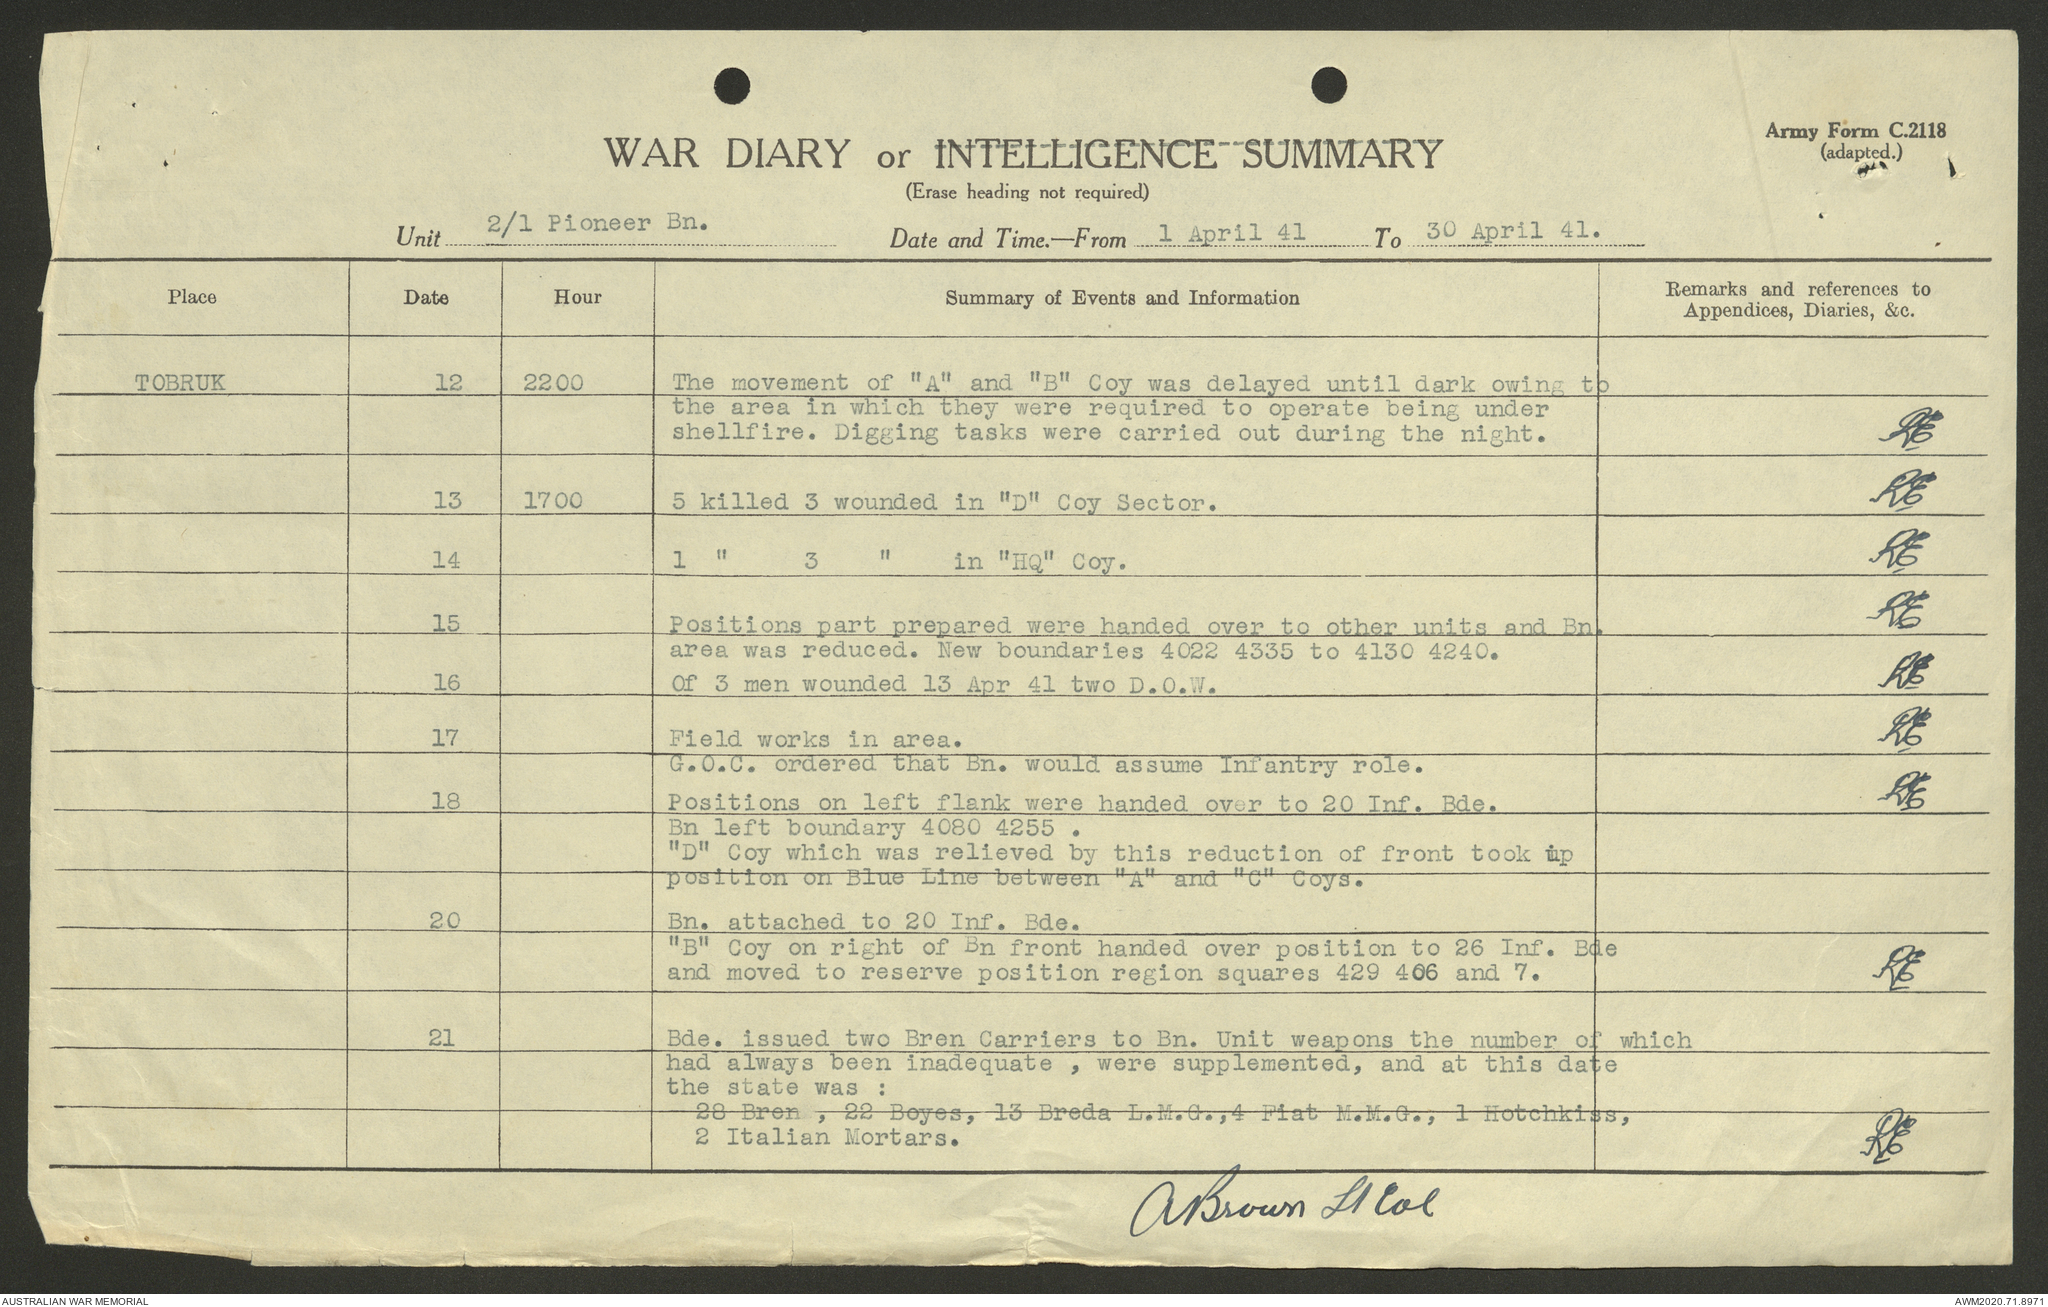 Army Form C.2118
(adapted.)
WAR DIARY or INTELLIGENCE SUMMARY
(Erase heading not required)
Unit 2/1 Pioneer Bn. Date and Time.—From 1 April 41 To 30 April 41.
Place Date Hour Summary of Events and Information Remarks and references to
Appendices, Diaries, &c.
TOBRUK 12 2200 The movement of "A" and "B" Coy was delayed until dark owing to
the area in which they were required to operate being under
shellfire. Digging tasks were carried out during the night.
13 1700 5 killed 3 wounded in "D" Coy Sector.
14 1 " 3 " in "HQ" Coy.
15 Positions part prepared were handed over to other units and Bn.
area was reduced. New boundaries 4022 4335 to 4130 4240.
16 Of 3 men wounded 13 Apr 41 two D.O.W.
17 Field works in area.
G.O.C. ordered that Bn. would assume Infantry role.
18 Positions on left flank were handed over to 20 Inf. Bde.
Bn left boundary 4080 4255 .
"D" Coy which was relieved by this reduction of front took up
position on Blue Line between "A" and "C" Coys.
20 Bn. attached to 20 Inf. Bde.
"B" Coy on right of Bn front handed over position to 26 Inf. Bde
and moved to reserve position region squares 429 406 and 7.
21 Bde. issued two Bren Carriers to Bn. Unit weapons the number of which
had always been inadequate , were supplemented, and at this date
the state was :
28 Bren , 22 Boyes, 13 Breda L.M.G.,4 Fiat M.M.G., 1 Hotchkiss,
2 Italian Mortars.
A Brown Lt Col
AUSTRALIAN WAR MEMORIAL
AWM2020.71.8971